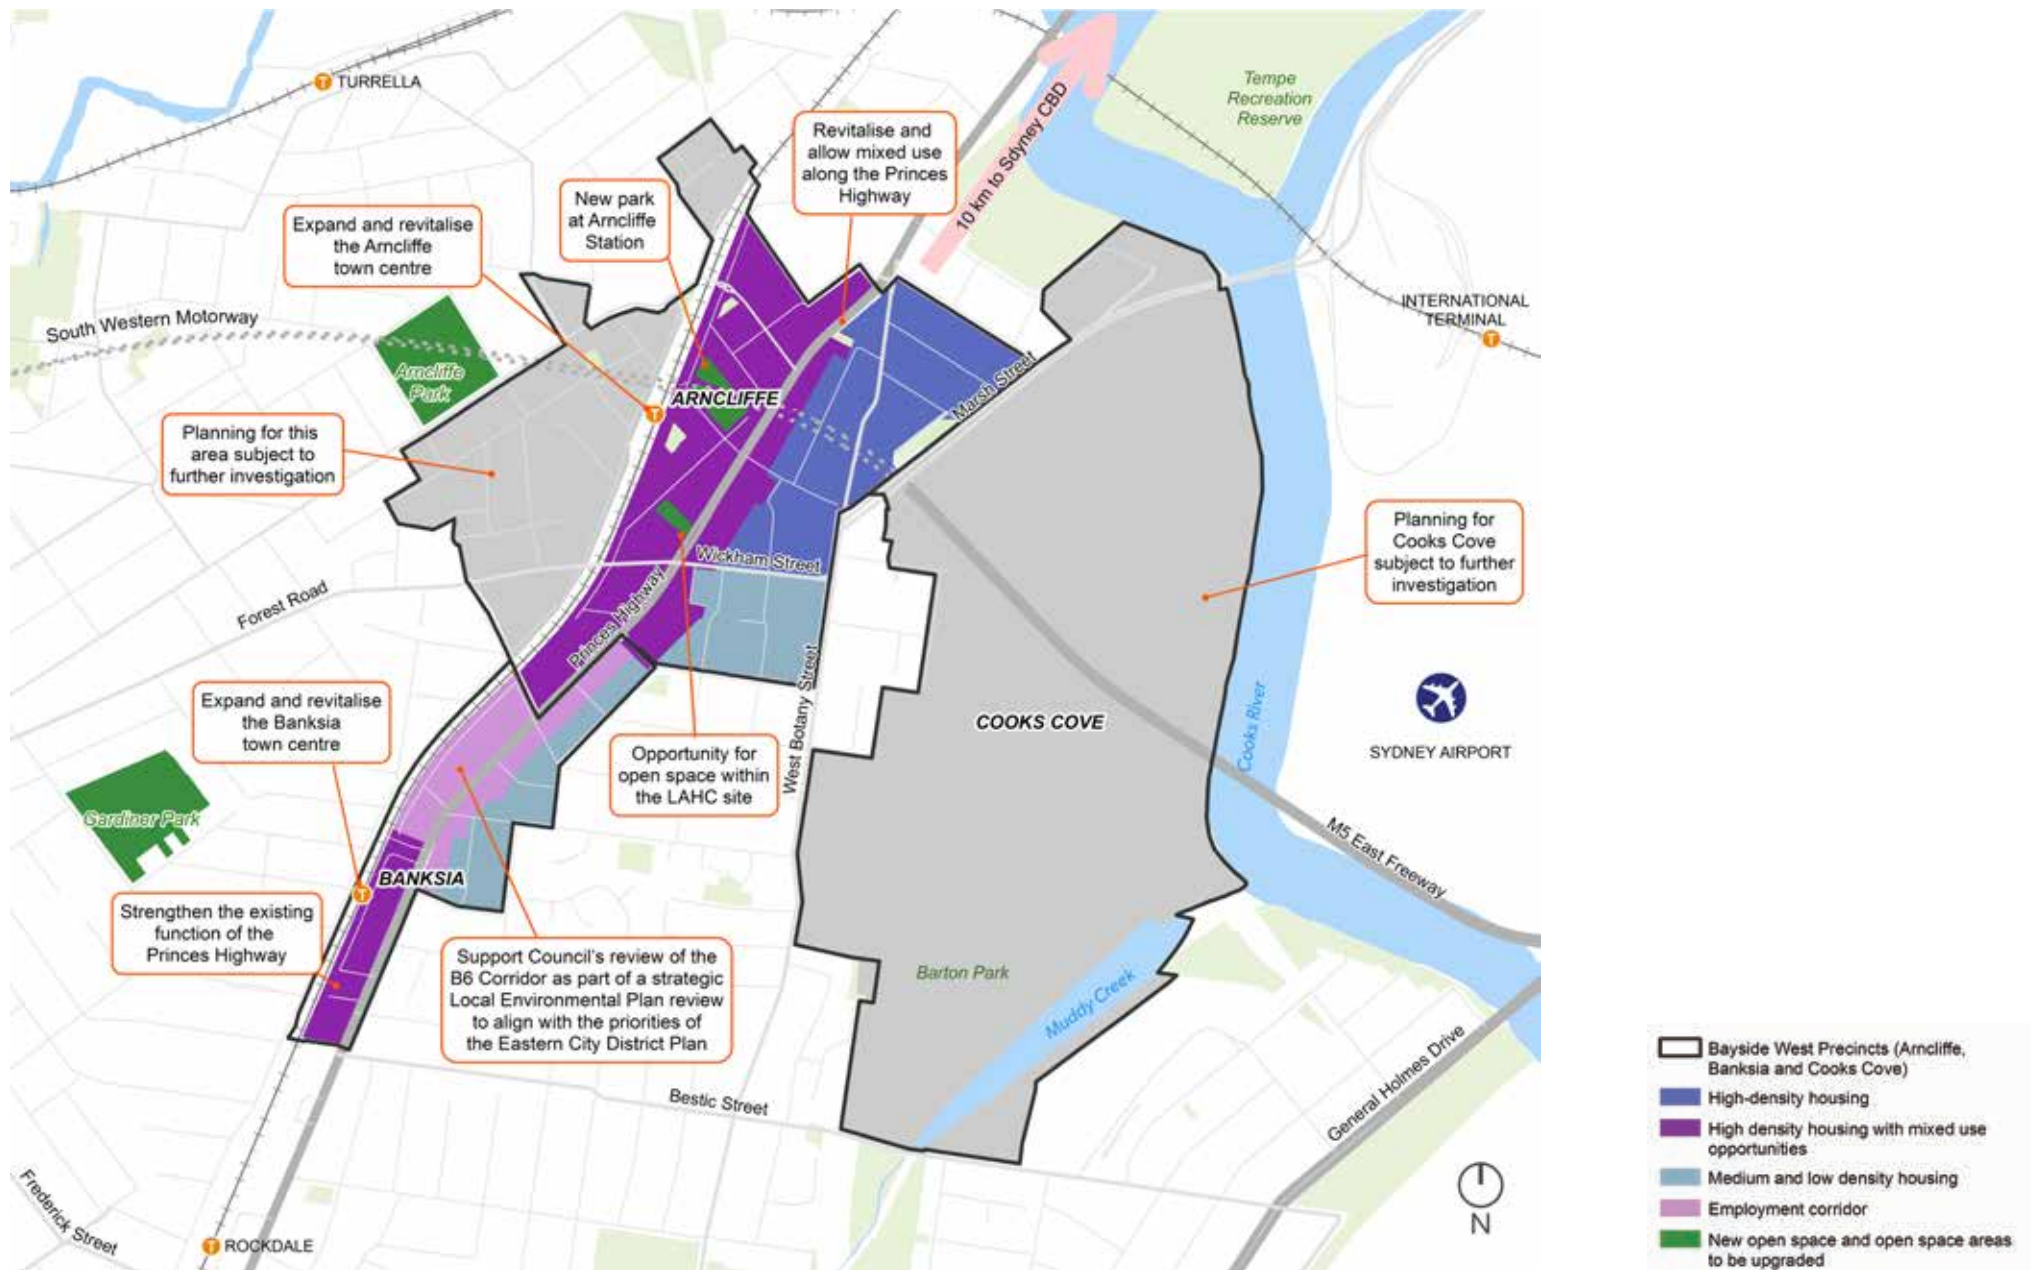 TURRELLA
Tempe
Recreation
Reserve
Revitalise and
allow mixed use
along the Princes
Highway
10 km to Sdyney CBD
New park
at Arncliffe
Station
Expand and revitalise
the Arncliffe
town centre
South Western Motorway
INTERNATIONAL
TERMINAL
Arncliffe
Park
ARNCLIFFE
Marsh Street
Planning for this
area subject to
further investigation
Planning for
Cooks Cove
subject to further
investigation
Wickham Street
Forest Road
Princes Highway
West Botany Street
Expand and revitalise
the Banksia
town centre
Opportunity for
open space within
the LAHC site
COOKS COVE
Cooks River
SYDNEY AIRPORT
Gardiner Park
M5 East Freeway
BANKSIA
Strengthen the existing
function of the
Princes Highway
Support Council's review of the
B6 Corridor as part of a strategic
Local Environmental Plan review
to align with the priorities of
the Eastern City District Plan
Barton Park
Muddy Creek
General Holmes Drive
Bestic Street
Frederick Street
ROCKDALE
N
T
T
T
T
T
Bayside West Precincts (Arncliffe,
Banksia and Cooks Cove)
High-density housing
High density housing with mixed use
opportunities
Medium and low density housing
Employment corridor
New open space and open space areas
to be upgraded